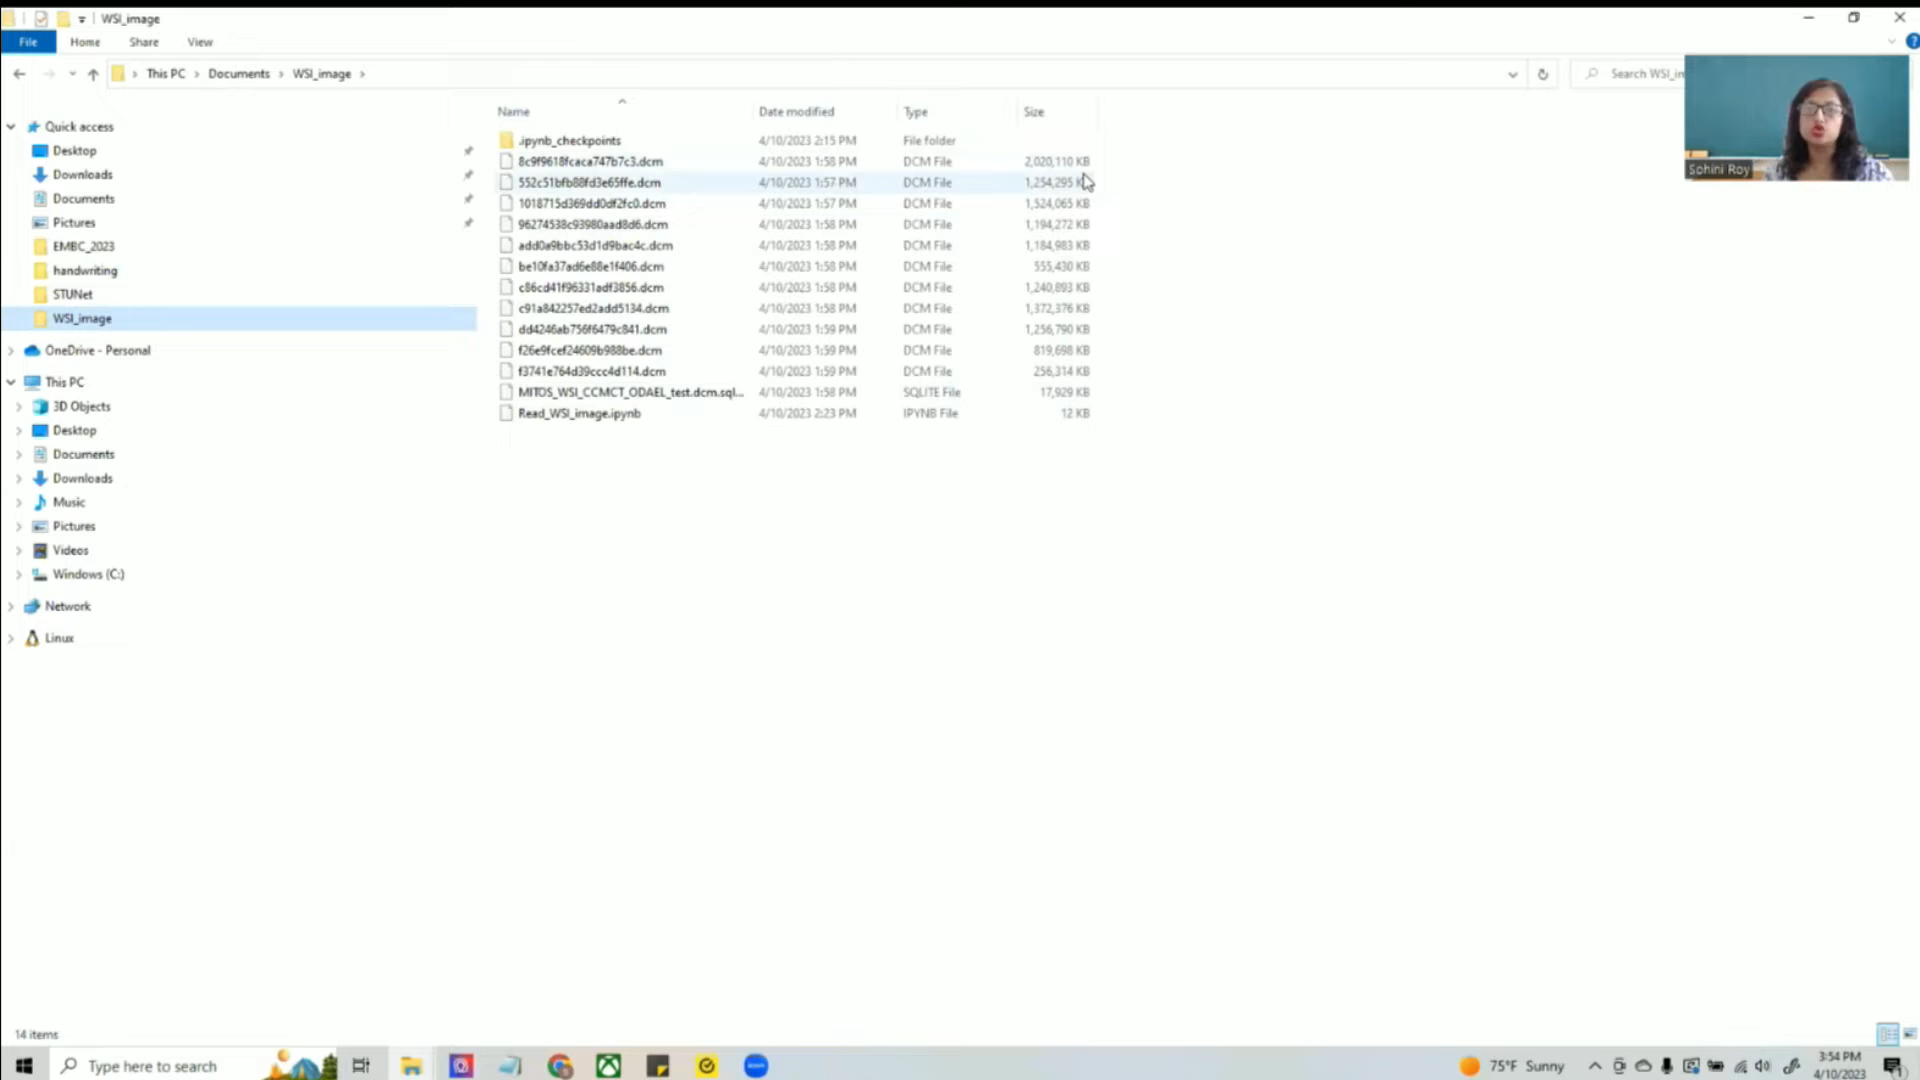 WSI_image
File Home Share View
This PC Documents WSI_image
Name Date modified Type Size
Quick access
Desktop
Downloads
Documents
Pictures
EMBC_2023
handwriting
STUNet
WSI_image
OneDrive - Personal
This PC
3D Objects
Desktop
Documents
Downloads
Music
Pictures
Videos
Windows (C:)
Network
Linux
.ipynb_checkpoints 4/10/2023 2:15 PM File folder
8c9f9618fcaca747b7c3.dcm 4/10/2023 1:58 PM DCM File 2,020,110 KB
552c51bfb88fd3e65ffe.dcm 4/10/2023 1:57 PM DCM File 1,254,295
1018715d369dd0df2fc0.dcm 4/10/2023 1:57 PM DCM File 1,524,065 KB
96274538c93980aad8d6.dcm 4/10/2023 1:58 PM DCM File 1,194,272 KB
add0a9bbc53d1d9bac4c.dcm 4/10/2023 1:58 PM DCM File 1,184,983 KB
be10fa37ad6e88e1f406.dcm 4/10/2023 1:58 PM DCM File 555,430 KB
c86cd41f96331adf3856.dcm 4/10/2023 1:58 PM DCM File 1,240,893 KB
c91a842257ed2add5134.dcm 4/10/2023 1:58 PM DCM File 1,372,376 KB
dd4246ab756f6479c841.dcm 4/10/2023 1:59 PM DCM File 1,256,790 KB
f26e9fcef24609b988be.dcm 4/10/2023 1:59 PM DCM File 819,698 KB
f3741e764d39ccc4d114.dcm 4/10/2023 1:59 PM DCM File 256,314 KB
MITOS_WSI_CCMCT_ODAEL_test.dcm.sql... 4/10/2023 1:58 PM SQLITE File 17,929 KB
Read_WSI_image.ipynb 4/10/2023 2:23 PM IPYNB File 12 KB
Search WSI_im
Sohini Roy
14 items
Type here to search
75°F Sunny
3:54 PM
4/10/2023